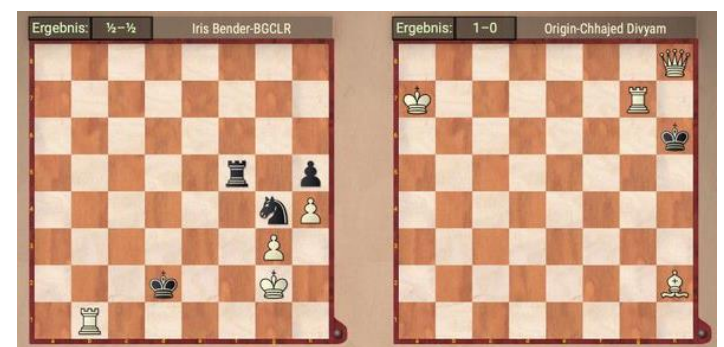 Ergebnis: ½–½ Iris Bender-BGCLR
Ergebnis: 1–0 Origin-Chhajed Divyam